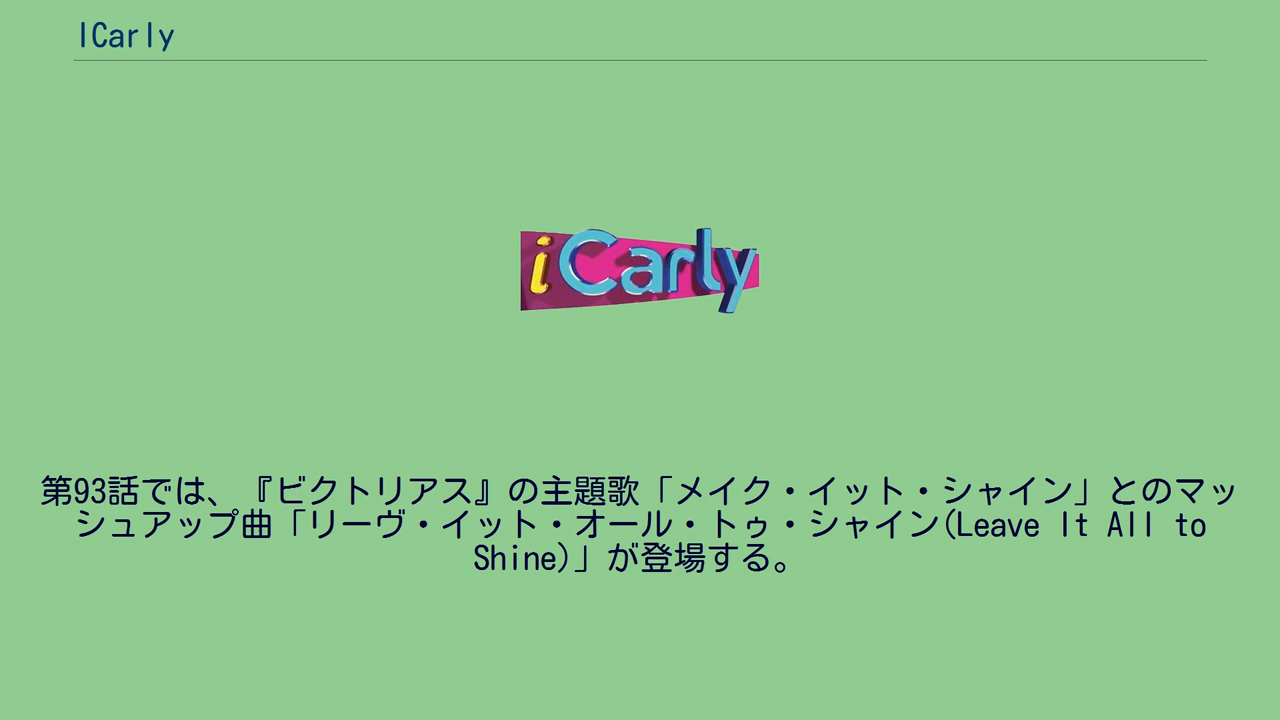 ICarly
iCarly
第93話では、『ビクトリアス』の主題歌「メイク・イット・シャイン」とのマッ
シュアップ曲「リーヴ・イット・オール・トゥ・シャイン(Leave It All to
Shine)」が登場する。